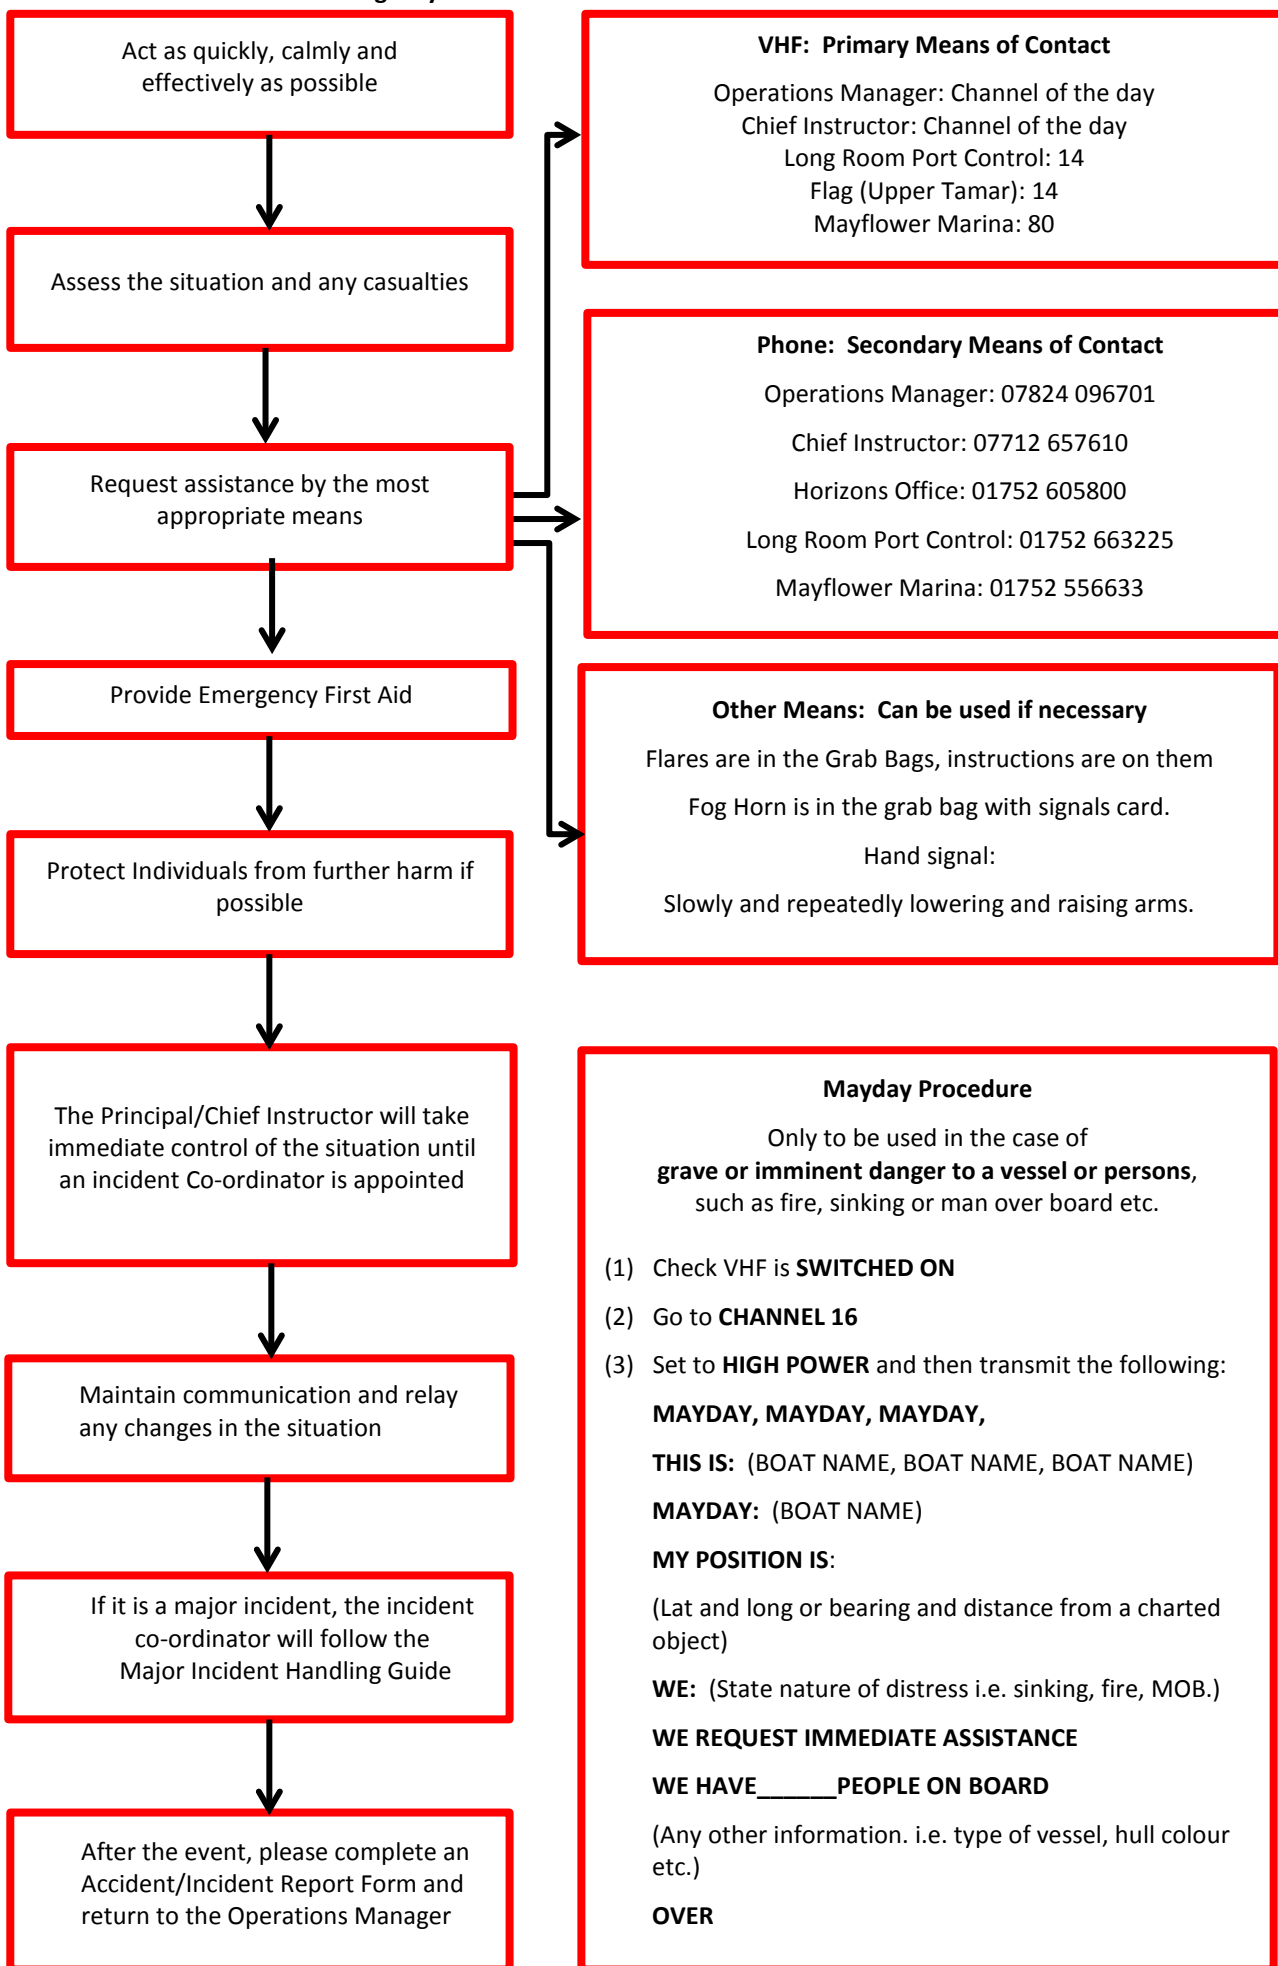 Act as quickly, calmly and
effectively as possible
Assess the situation and any casualties
Request assistance by the most
appropriate means
Provide Emergency First Aid
Protect Individuals from further harm if
possible
The Principal/Chief Instructor will take
immediate control of the situation until
an incident Co-ordinator is appointed
Maintain communication and relay
any changes in the situation
If it is a major incident, the incident
co-ordinator will follow the
Major Incident Handling Guide
After the event, please complete an
Accident/Incident Report Form and
return to the Operations Manager
VHF:  Primary Means of Contact
Operations Manager: Channel of the day
Chief Instructor: Channel of the day
Long Room Port Control: 14
Flag (Upper Tamar): 14
Mayflower Marina: 80
Phone:  Secondary Means of Contact
Operations Manager: 07824 096701
Chief Instructor: 07712 657610
Horizons Office: 01752 605800
Long Room Port Control: 01752 663225
Mayflower Marina: 01752 556633
Other Means:  Can be used if necessary
Flares are in the Grab Bags, instructions are on them
Fog Horn is in the grab bag with signals card.
Hand signal:
Slowly and repeatedly lowering and raising arms.
Mayday Procedure
Only to be used in the case of
grave or imminent danger to a vessel or persons,
such as fire, sinking or man over board etc.
(1) Check VHF is SWITCHED ON
(2) Go to CHANNEL 16
(3) Set to HIGH POWER and then transmit the following:
MAYDAY, MAYDAY, MAYDAY,
THIS IS:  (BOAT NAME, BOAT NAME, BOAT NAME)
MAYDAY:  (BOAT NAME)
MY POSITION IS:
(Lat and long or bearing and distance from a charted
object)
WE:  (State nature of distress i.e. sinking, fire, MOB.)
WE REQUEST IMMEDIATE ASSISTANCE
WE HAVE______PEOPLE ON BOARD
(Any other information. i.e. type of vessel, hull colour
etc.)
OVER